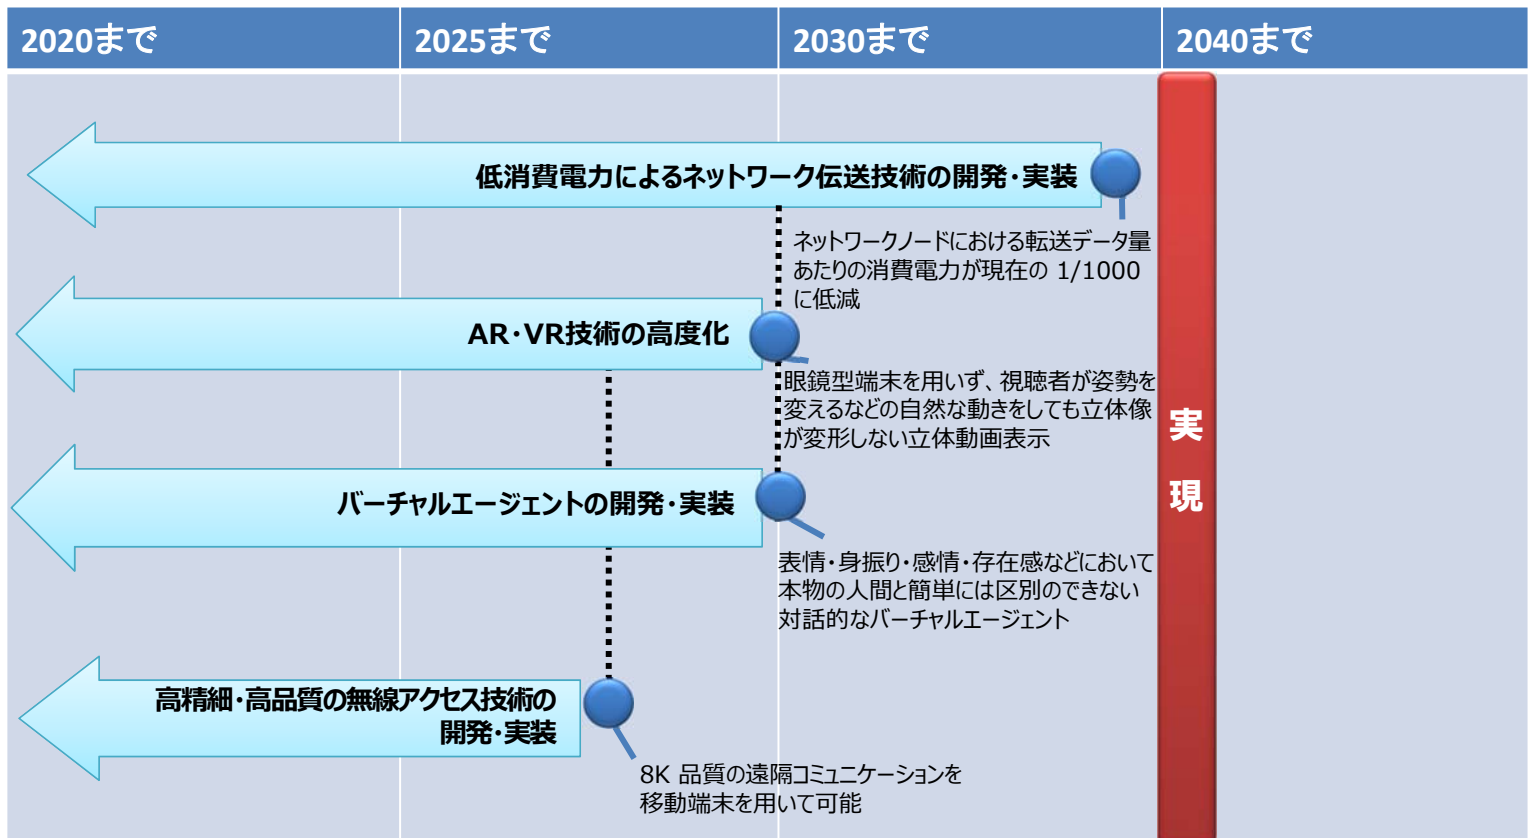 2020まで
2025まで
2030まで
2040まで
低消費電力によるネットワーク伝送技術の開発・実装
ネットワークノードにおける転送データ量
あたりの消費電力が現在の 1/1000
に低減
AR・VR技術の高度化
眼鏡型端末を用いず、視聴者が姿勢を
変えるなどの自然な動きをしても立体像
が変形しない立体動画表示
実
現
バーチャルエージェントの開発・実装
表情・身振り・感情・存在感などにおいて
本物の人間と簡単には区別のできない
対話的なバーチャルエージェント
高精細・高品質の無線アクセス技術の
開発・実装
8K 品質の遠隔コミュニケーションを
移動端末を用いて可能